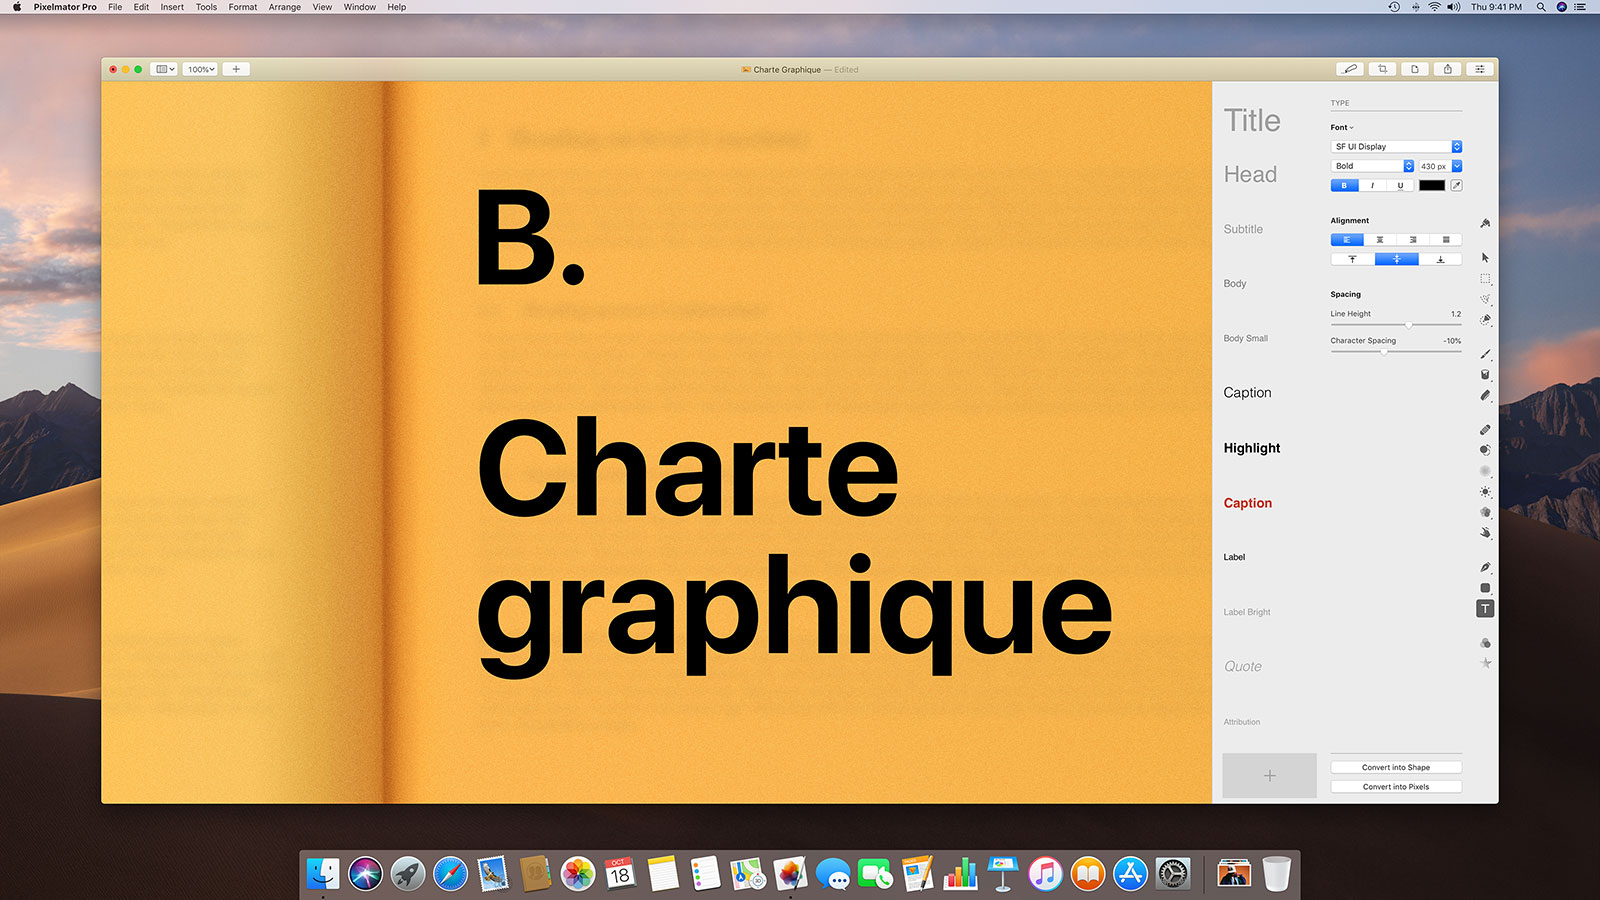 Pixelmator Pro File Edit Insert Tools Format Arrange View Window Help Thu 9:41 PM
100% Charte Graphique — Edited
B.
Charte
graphique
Title
Head
Subtitle
Body
Body Small
Caption
Highlight
Caption
Label
Label Bright
Quote
Attribution
TYPE
Font
SF UI Display
Bold 430 px
B I U
Alignment
Spacing
Line Height 1.2
Character Spacing -10%
T
Convert into Shape
Convert into Pixels
OCT
18